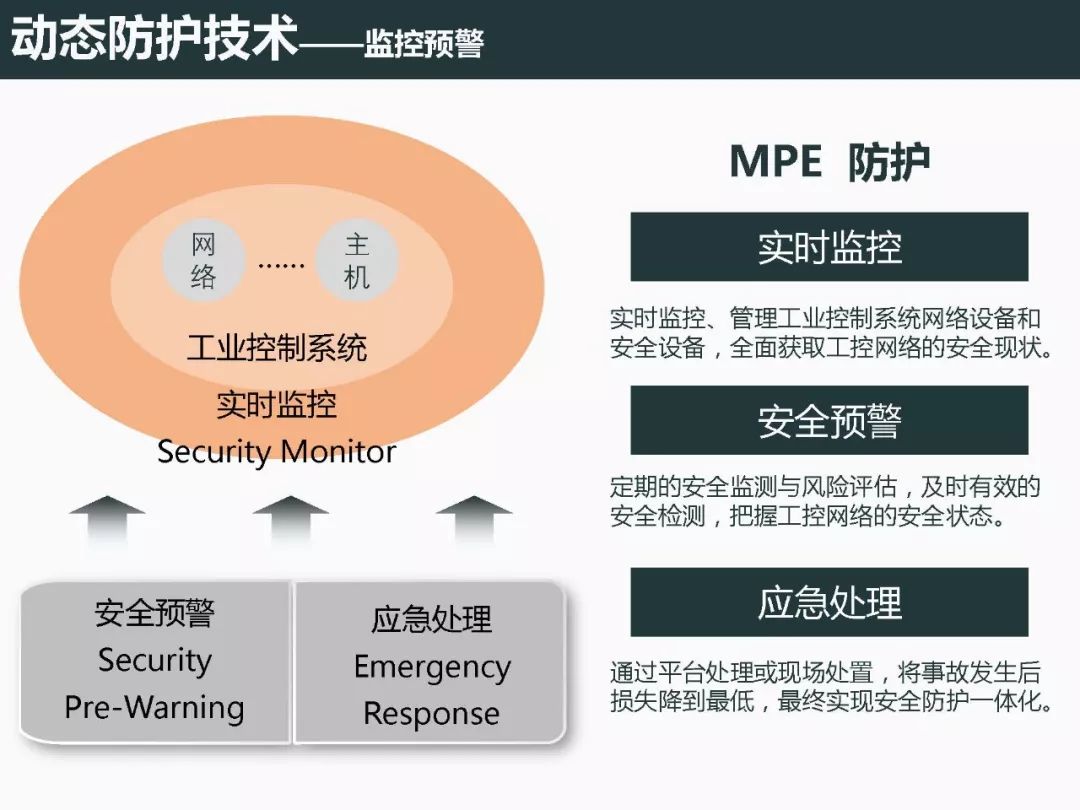 动态防护技术——监控预警
网络
……
主机
工业控制系统
实时监控
Security Monitor
安全预警
Security
Pre-Warning
应急处理
Emergency
Response
MPE 防护
实时监控
实时监控、管理工业控制系统网络设备和
安全设备，全面获取工控网络的安全现状。
安全预警
定期的安全监测与风险评估，及时有效的
安全检测，把握工控网络的安全状态。
应急处理
通过平台处理或现场处置，将事故发生后
损失降到最低，最终实现安全防护一体化。